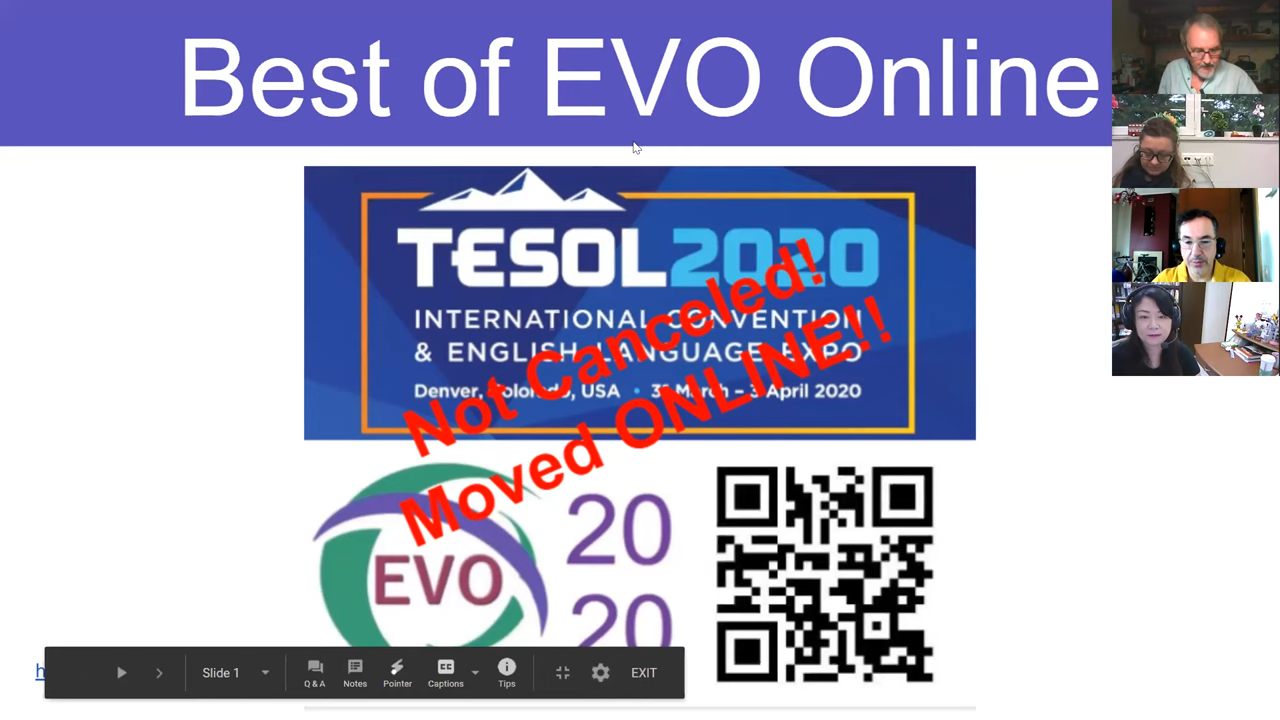 Best of EVO Online
TESOL2020
INTERNATIONAL CONVENTION
& ENGLISH LANGUAGE EXPO
Denver, Colorado, USA • 31 March – 3 April 2020
Not Canceled!
Moved ONLINE!!
EVO
20
20
h
Slide 1
Q & A
Notes
Pointer
CC
Captions
Tips
EXIT